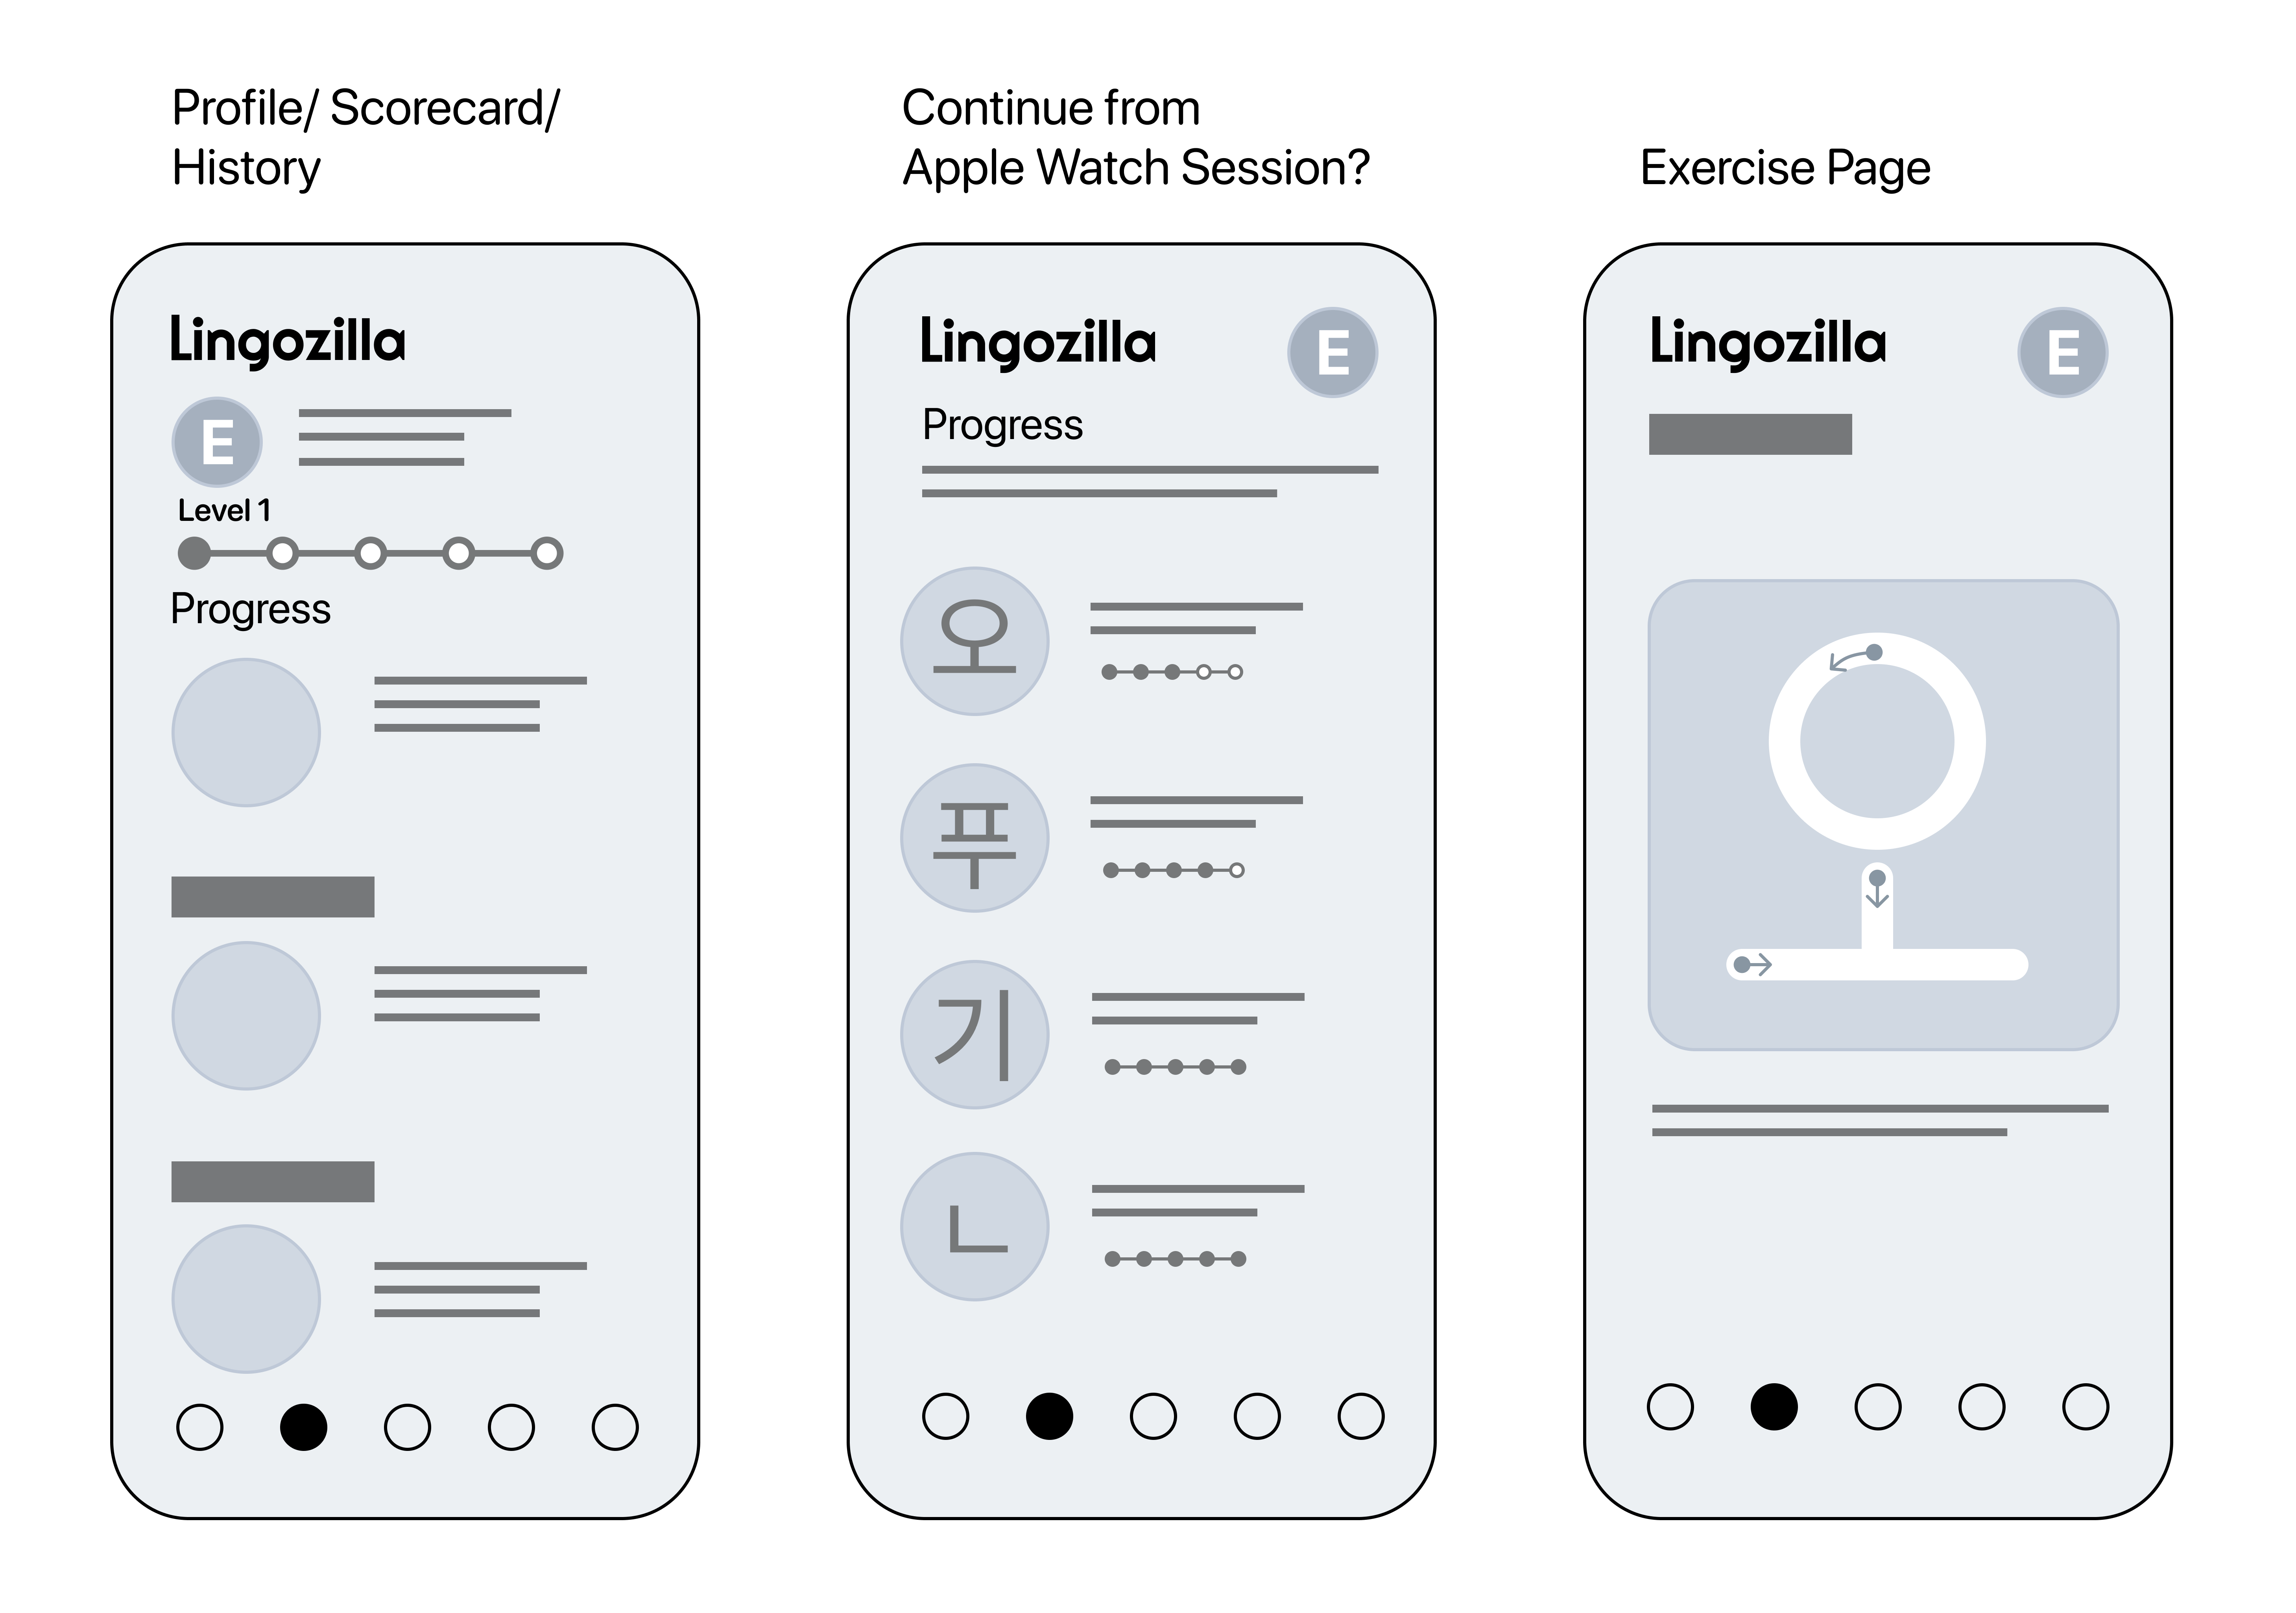 Profile/ Scorecard/
History
Lingozilla
E
Level 1
Progress
Continue from
Apple Watch Session?
Lingozilla
E
Progress
오
푸
기
ㄴ
Exercise Page
Lingozilla
E
오